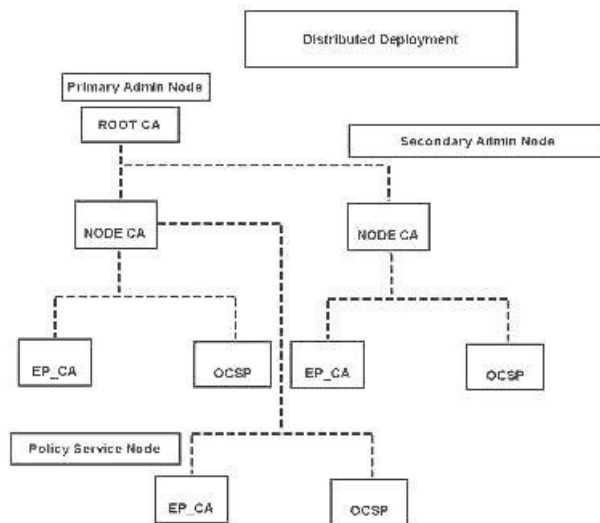 Distributed Deployment
Primary Admin Node
ROOT CA
Secondary Admin Node
NODE CA
NODE CA
EP_CA
OCSP
EP_CA
OCSP
Policy Service Node
EP_CA
OCSP